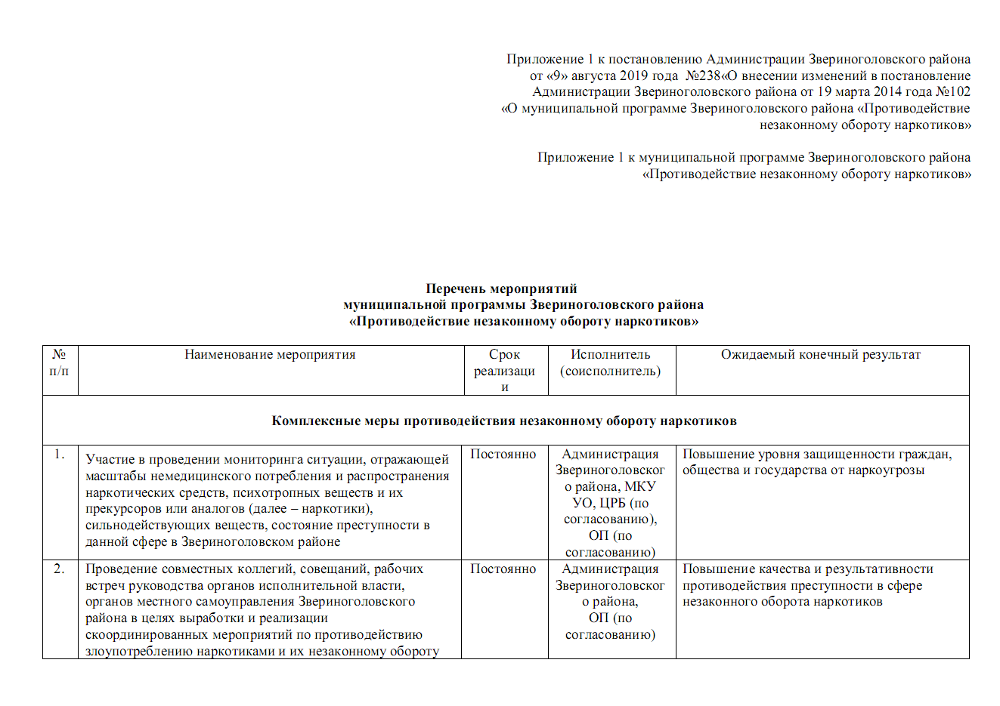 Приложение 1 к постановлению Администрации Звериноголовского района
от «9» августа 2019 года  №238«О внесении изменений в постановление
Администрации Звериноголовского района от 19 марта 2014 года №102
«О муниципальной программе Звериноголовского района «Противодействие
незаконному обороту наркотиков»
Приложение 1 к муниципальной программе Звериноголовского района
«Противодействие незаконному обороту наркотиков»
Перечень мероприятий
муниципальной программы Звериноголовского района
«Противодействие незаконному обороту наркотиков»
№
п/п
Наименование мероприятия
Срок
реализаци
и
Исполнитель
(соисполнитель)
Ожидаемый конечный результат
Комплексные меры противодействия незаконному обороту наркотиков
1.
Участие в проведении мониторинга ситуации, отражающей
масштабы немедицинского потребления и распространения
наркотических средств, психотропных веществ и их
прекурсоров или аналогов (далее – наркотики),
сильнодействующих веществ, состояние преступности в
данной сфере в Звериноголовском районе
Постоянно
Администрация
Звериноголовског
о района, МКУ
УО, ЦРБ (по
согласованию),
ОП (по
согласованию)
Повышение уровня защищенности граждан,
общества и государства от наркоугрозы
2.
Проведение совместных коллегий, совещаний, рабочих
встреч руководства органов исполнительной власти,
органов местного самоуправления Звериноголовского
района в целях выработки и реализации
скоординированных мероприятий по противодействию
злоупотреблению наркотиками и их незаконному обороту
Постоянно
Администрация
Звериноголовског
о района,
ОП (по
согласованию)
Повышение качества и результативности
противодействия преступности в сфере
незаконного оборота наркотиков